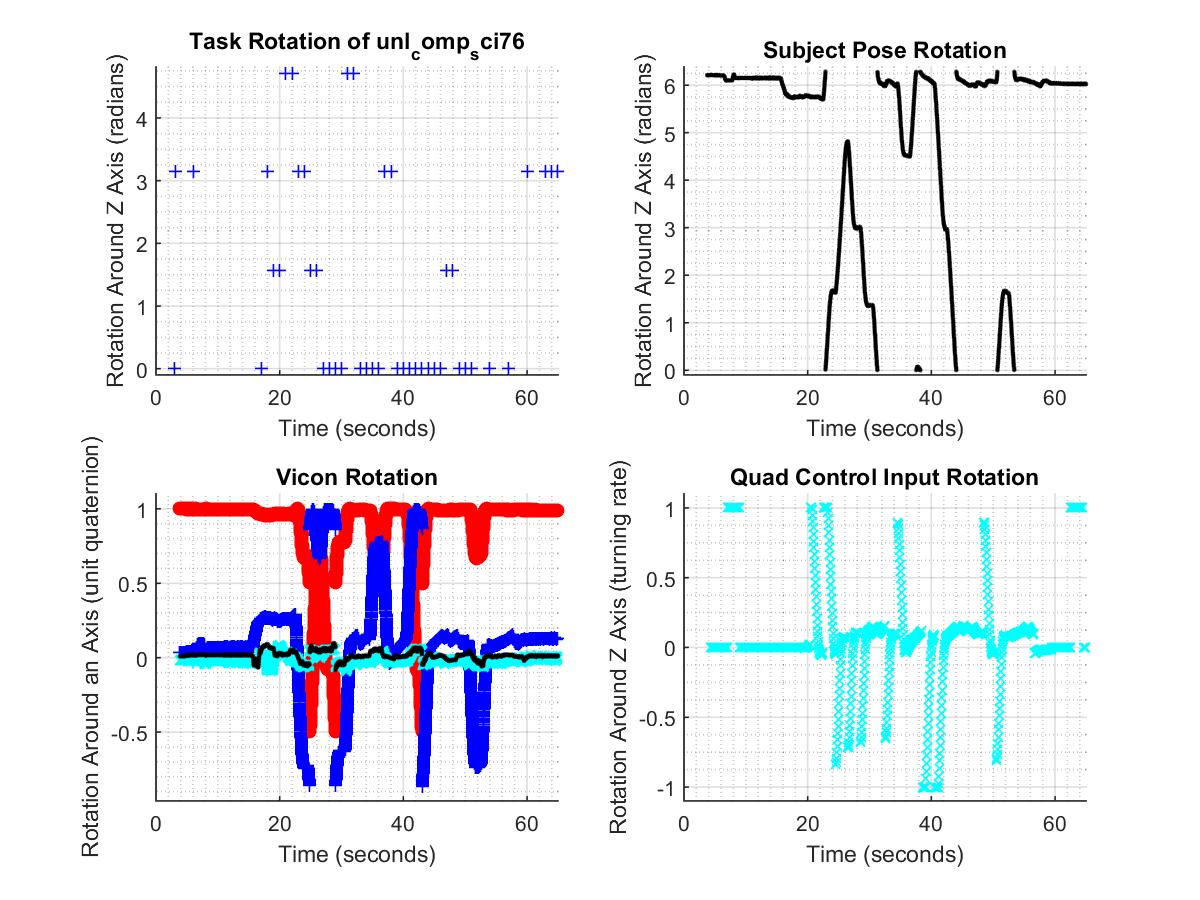 Task Rotation of unl_comp_sci76
Rotation Around Z Axis (radians)
4
3
2
1
0
0 20 40 60
Time (seconds)
Subject Pose Rotation
Rotation Around Z Axis (radians)
6
5
4
3
2
1
0
0 20 40 60
Time (seconds)
Vicon Rotation
Rotation Around an Axis (unit quaternion)
1
0.5
0
-0.5
0 20 40 60
Time (seconds)
Quad Control Input Rotation
Rotation Around Z Axis (turning rate)
1
0.5
0
-0.5
-1
0 20 40 60
Time (seconds)